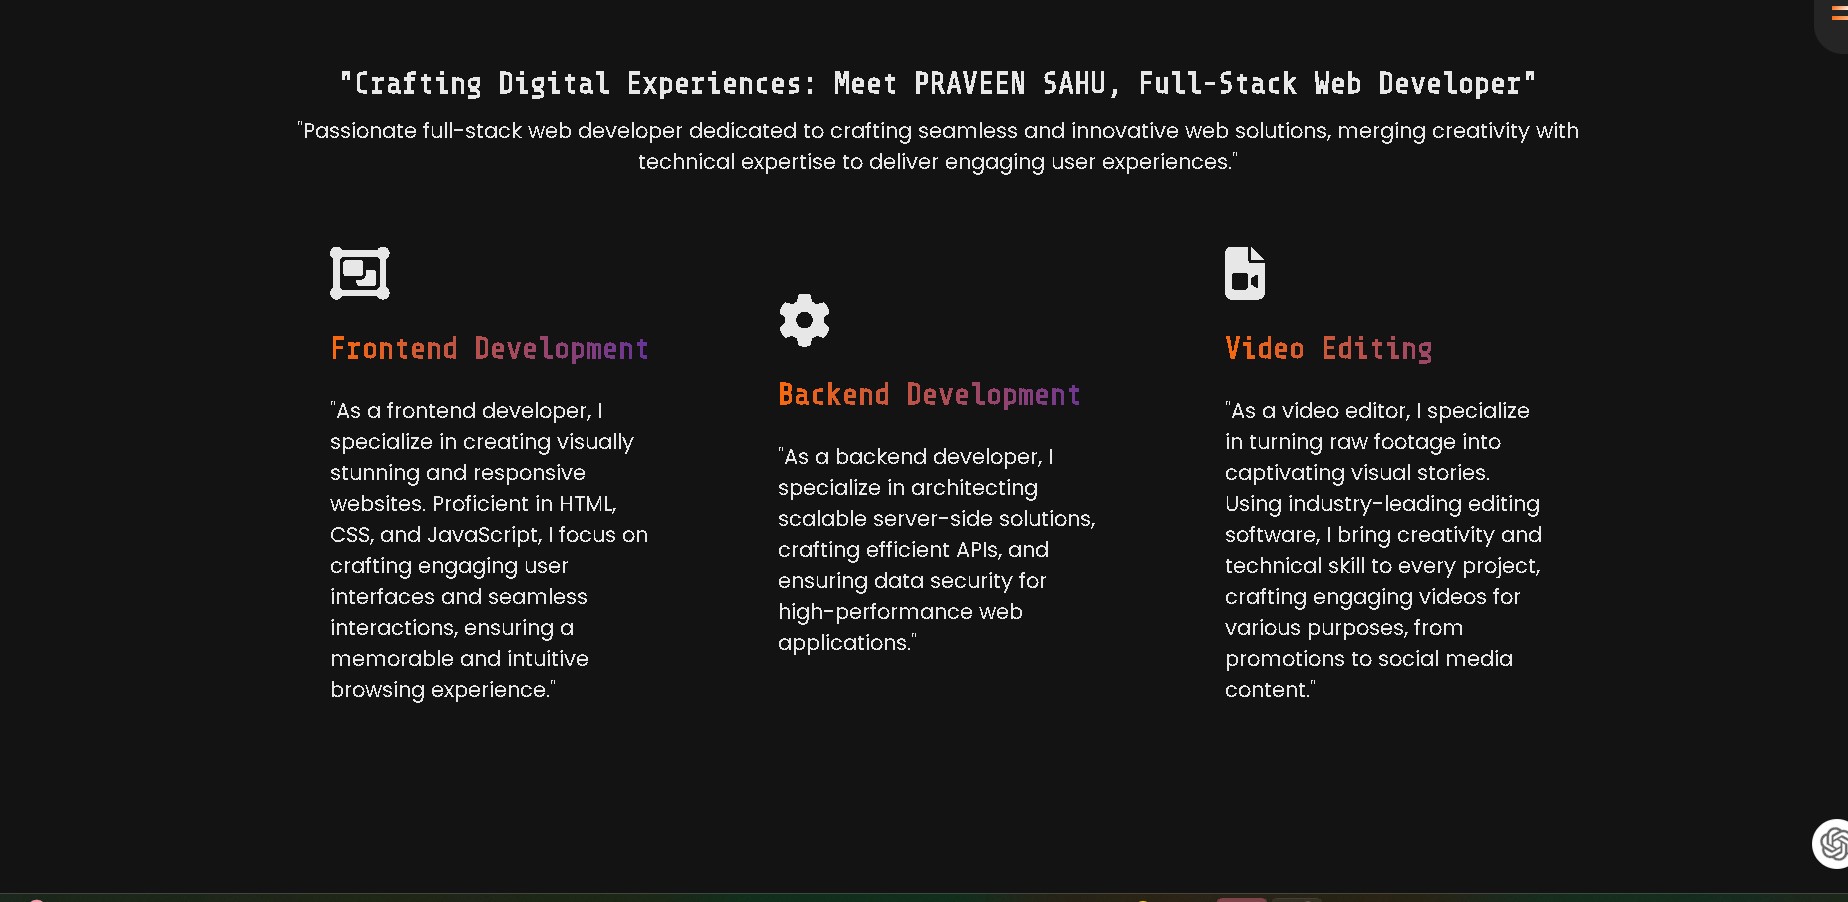 "Crafting Digital Experiences: Meet PRAVEEN SAHU, Full-Stack Web Developer"
"Passionate full-stack web developer dedicated to crafting seamless and innovative web solutions, merging creativity with
technical expertise to deliver engaging user experiences."
Frontend Development
"As a frontend developer, I
specialize in creating visually
stunning and responsive
websites. Proficient in HTML,
CSS, and JavaScript, I focus on
crafting engaging user
interfaces and seamless
interactions, ensuring a
memorable and intuitive
browsing experience."
Backend Development
"As a backend developer, I
specialize in architecting
scalable server-side solutions,
crafting efficient APIs, and
ensuring data security for
high-performance web
applications."
Video Editing
"As a video editor, I specialize
in turning raw footage into
captivating visual stories.
Using industry-leading editing
software, I bring creativity and
technical skill to every project,
crafting engaging videos for
various purposes, from
promotions to social media
content."